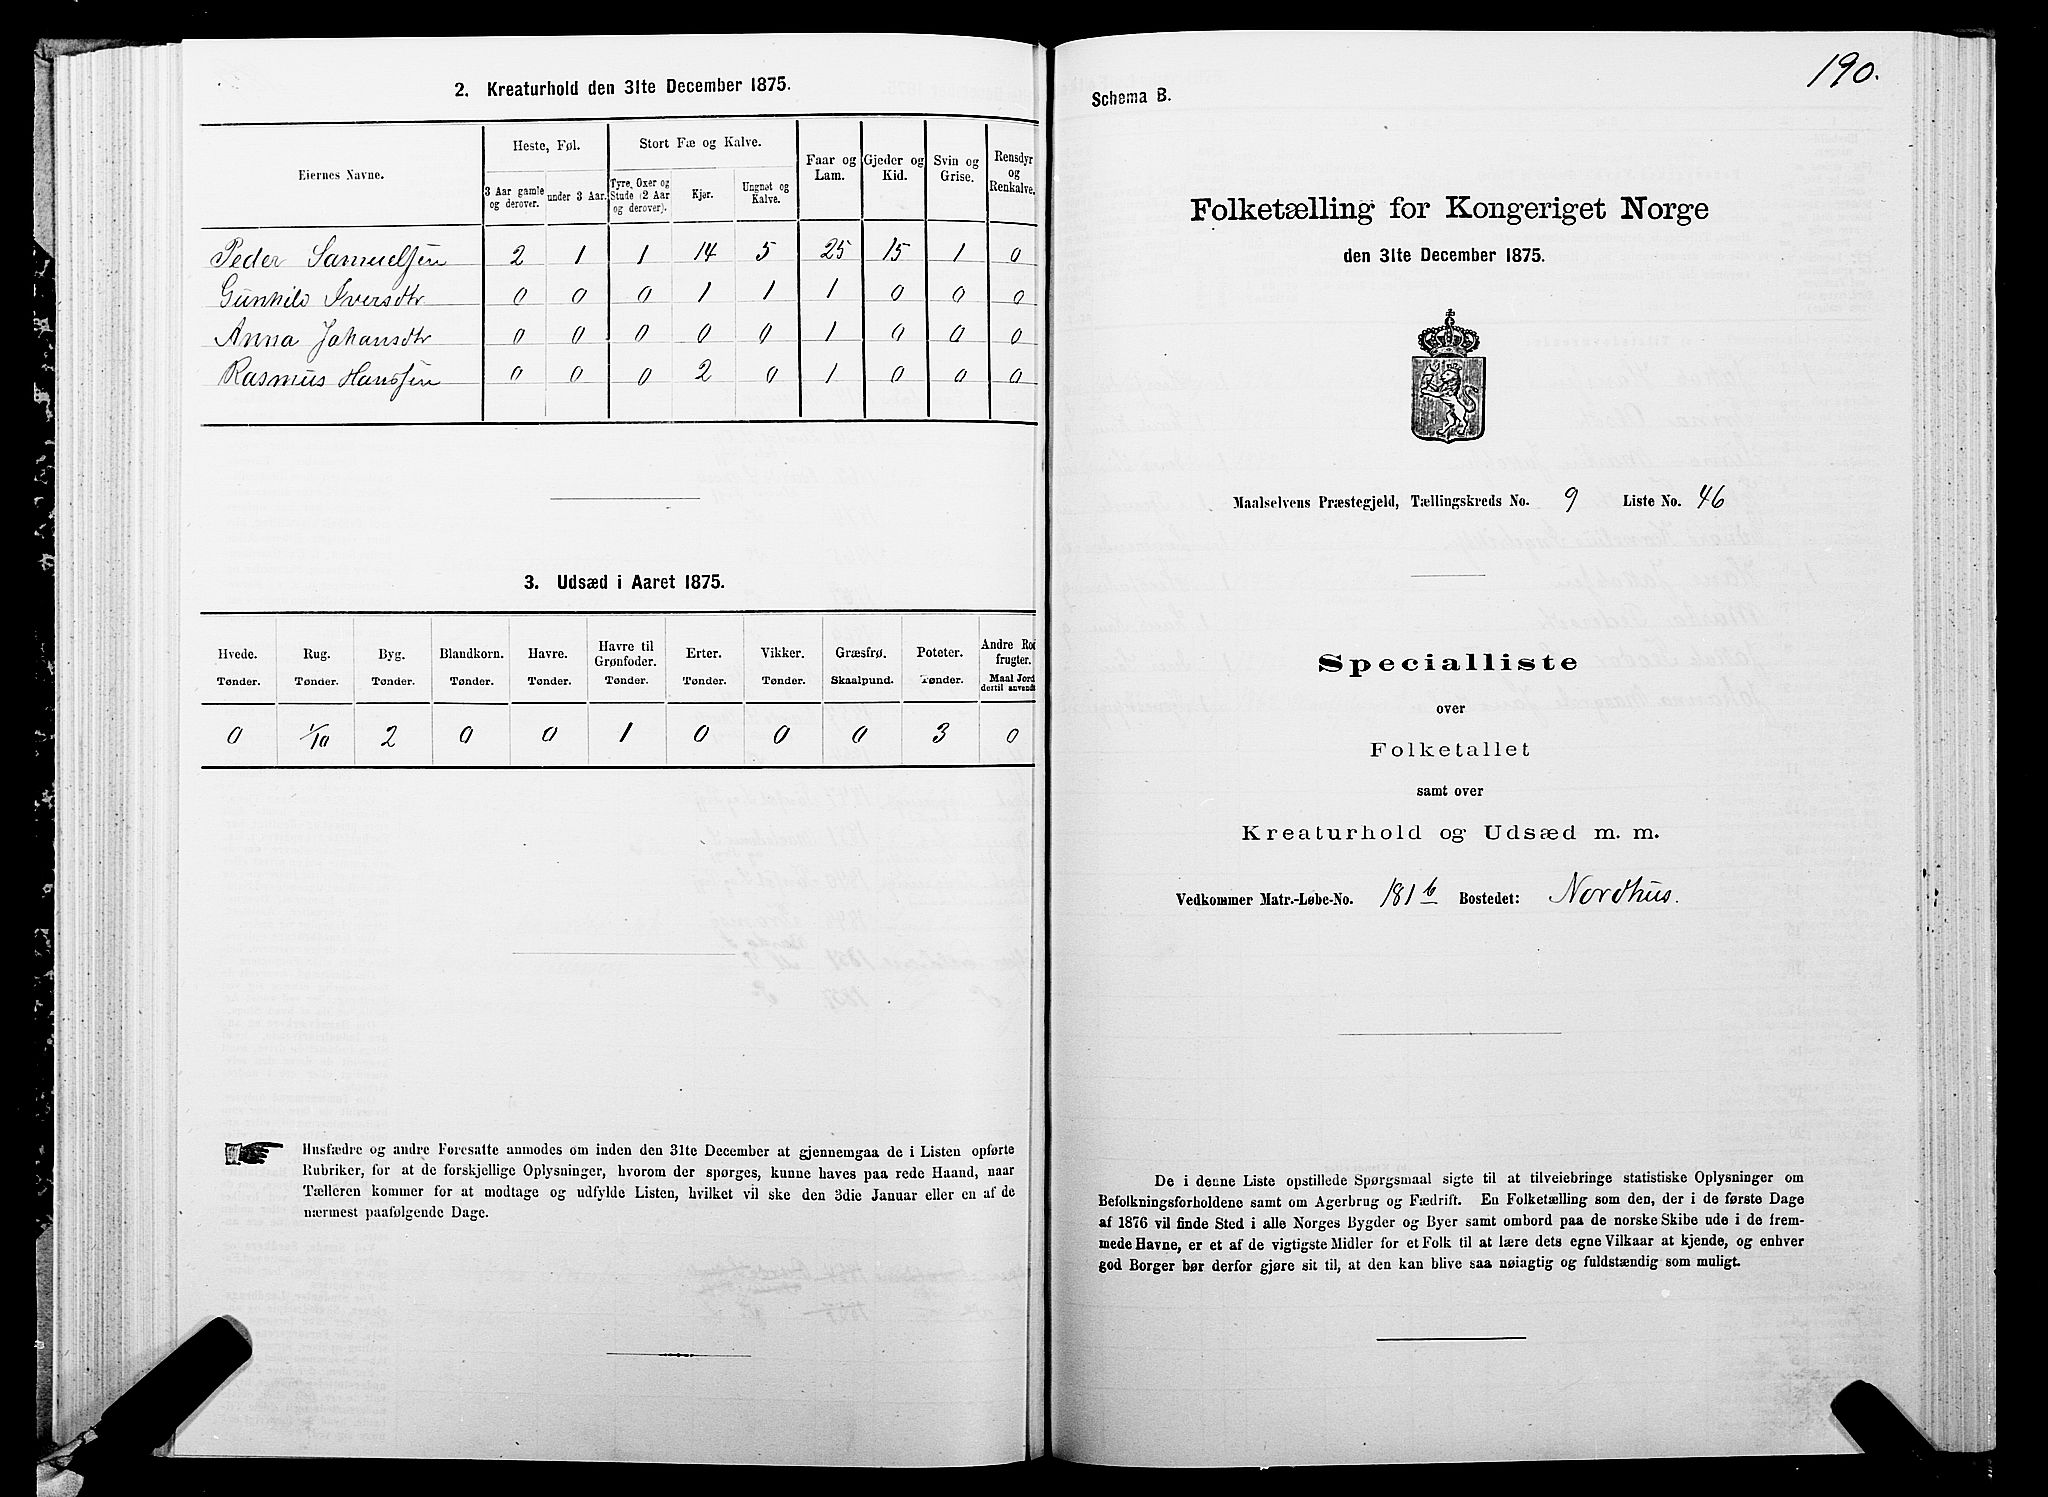 2. Kreaturhold den 31te December 1875.
Eiernes Navne.
Heste, Føl.
Stort Fæ og Kalve.
Faar og Lam.
Gjeder og Kid.
Svin og Grise.
Rensdyr og Renkalve.
3 Aar gamle og derover.
under 3 Aar.
Tyre, Oxer og Stude (2 Aar og derover).
Kjør.
Ungnøt og Kalve.
Peder Samuelsen 2 1 1 14 5 25 15 1 0
Gunhild Iversdtr 0 0 0 1 1 1 0 0 0
Anna Johansdtr 0 0 0 0 0 1 0 0 0
Rasmus Hanssen 0 0 0 2 0 1 0 0 0
3. Udsæd i Aaret 1875.
Hvede. Rug. Byg. Blandkorn. Havre. Havre til Grønfoder. Erter. Vikker. Græsfrø. Poteter. Andre Rodfrugter.
Tønder. Tønder. Tønder. Tønder. Tønder. Tønder. Tønder. Tønder. Skaalpund. Tønder. Maal Jord dertil anvendt
0 1/10 2 0 0 1 0 0 0 3 0
Husfædre og andre Foresatte anmodes om inden den 31te December at gjennemgaa de i Listen opførte
Rubriker, for at de forskjellige Oplysninger, hvorom der spørges, kunne haves paa rede Haand, naar
Tælleren kommer for at modtage og udfylde Listen, hvilket vil ske den 3die Januar eller en af de
nærmest paafølgende Dage.
190.
Schema B.
Folketælling for Kongeriget Norge
den 31te December 1875.
Maalselvens Præstegjeld, Tællingskreds No. 9 Liste No. 46
Specialliste
over
Folketallet
samt over
Kreaturhold og Udsæd m. m.
Vedkommer Matr.-Løbe-No. 181 b Bostedet: Nordhus.
De i denne Liste opstillede Spørgsmaal sigte til at tilveiebringe statistiske Oplysninger om
Befolkningsforholdene samt om Agerbrug og Fædrift. En Folketælling som den, der i de første Dage
af 1876 vil finde Sted i alle Norges Bygder og Byer samt ombord paa de norske Skibe ude i de frem-
mede Havne, er et af de vigtigste Midler for et Folk til at lære dets egne Vilkaar at kjende, og enhver
god Borger bør derfor gjøre sit til, at den kan blive saa nøiagtig og fuldstændig som muligt.